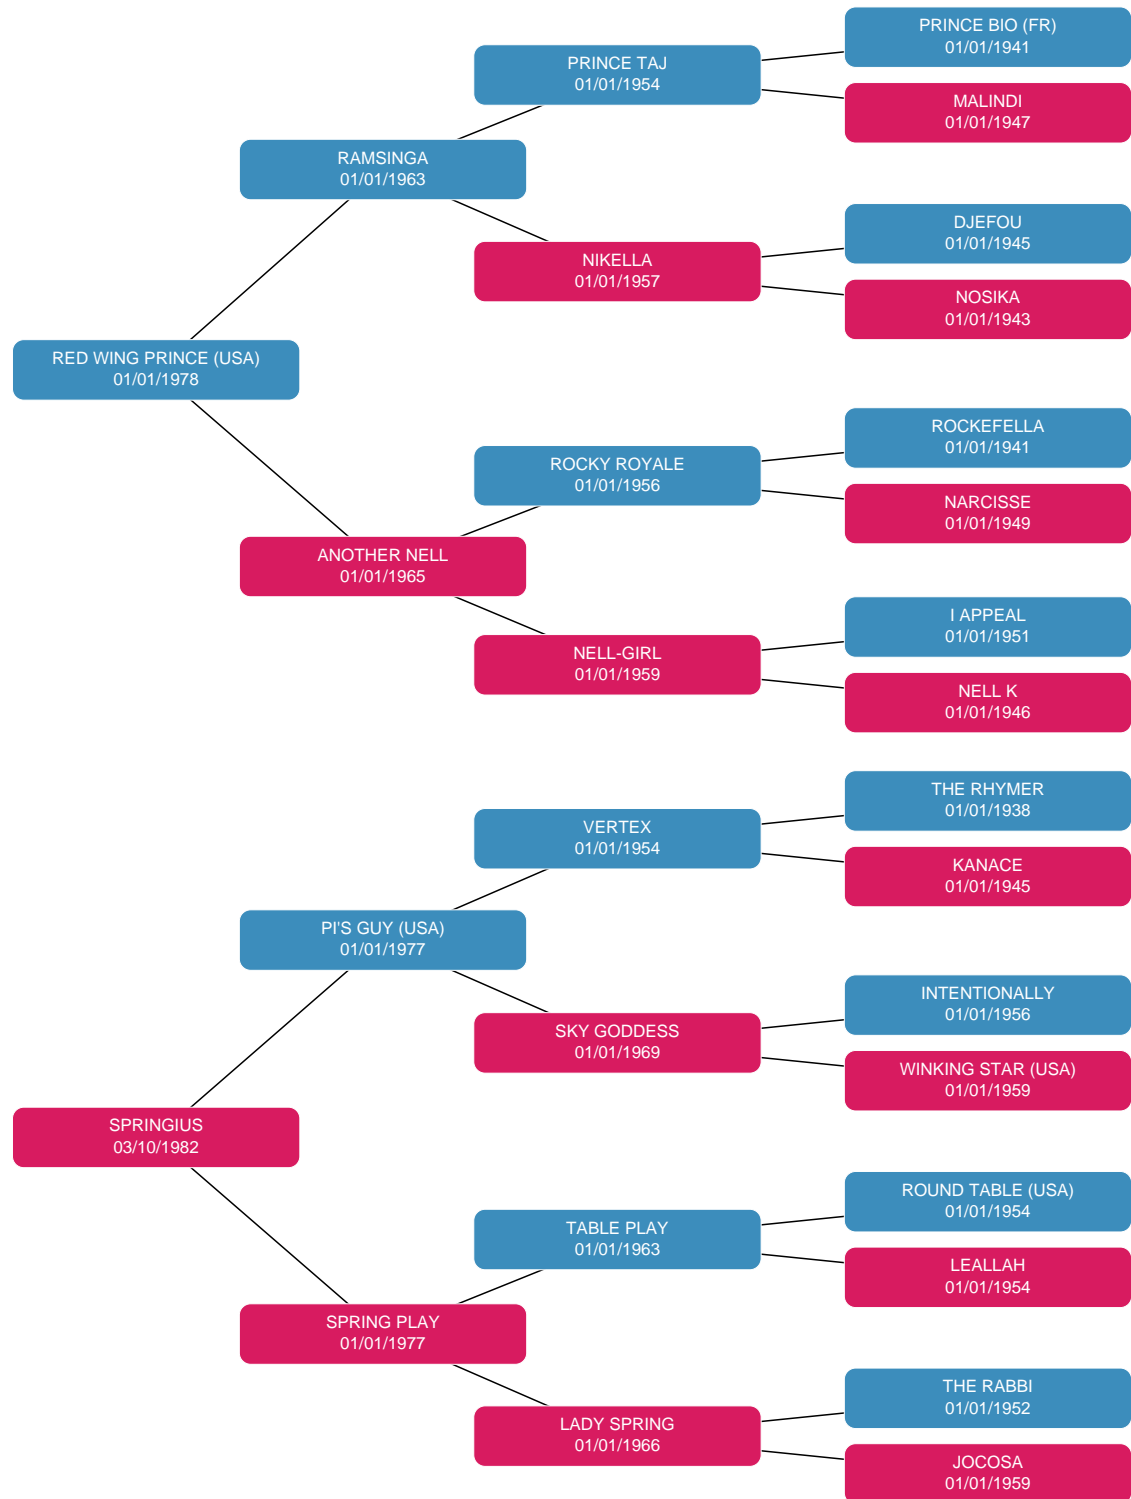 PRINCE BIO (FR)
01/01/1941
PRINCE TAJ
01/01/1954
MALINDI
01/01/1947
RAMSINGA
01/01/1963
DJEFOU
01/01/1945
NIKELLA
01/01/1957
NOSIKA
01/01/1943
RED WING PRINCE (USA)
01/01/1978
ROCKEFELLA
01/01/1941
ROCKY ROYALE
01/01/1956
NARCISSE
01/01/1949
ANOTHER NELL
01/01/1965
I APPEAL
01/01/1951
NELL-GIRL
01/01/1959
NELL K
01/01/1946
THE RHYMER
01/01/1938
VERTEX
01/01/1954
KANACE
01/01/1945
PI'S GUY (USA)
01/01/1977
INTENTIONALLY
01/01/1956
SKY GODDESS
01/01/1969
WINKING STAR (USA)
01/01/1959
SPRINGIUS
03/10/1982
ROUND TABLE (USA)
01/01/1954
TABLE PLAY
01/01/1963
LEALLAH
01/01/1954
SPRING PLAY
01/01/1977
THE RABBI
01/01/1952
LADY SPRING
01/01/1966
JOCOSA
01/01/1959